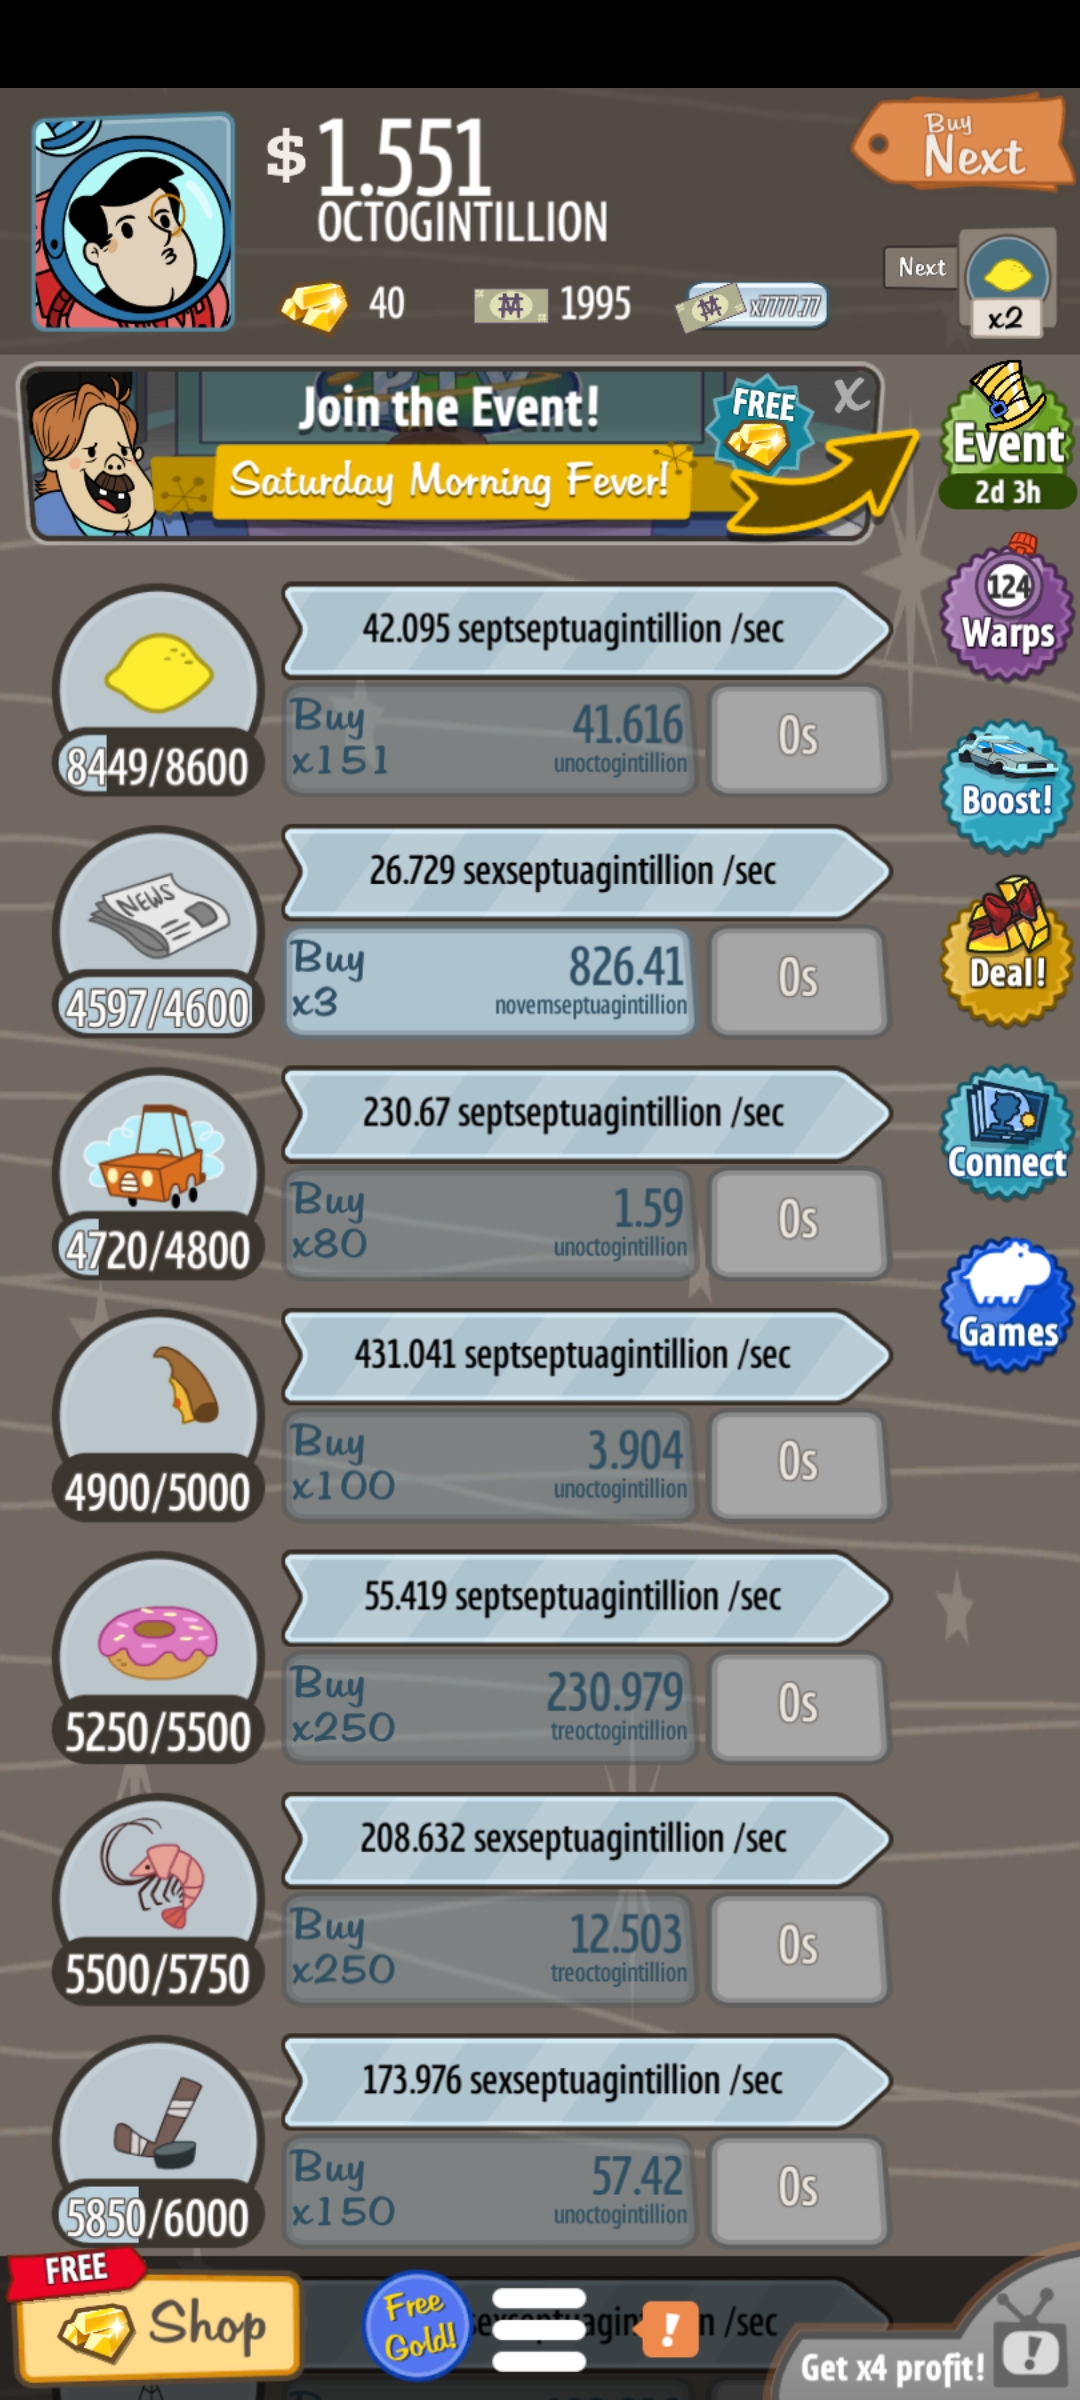 $ 1.551
OCTOGINTILLION
Buy
Next
40
1995
x7777.77
Next
x2
Join the Event!
Saturday Morning Fever!
FREE
X
Event
2d 3h
124
Warps
Boost!
Deal!
Connect
Games
42.095 septseptuagintillion /sec
8449/8600
Buy
x151
41.616
unoctogintillion
0s
NEWS
26.729 sexseptuagintillion /sec
4597/4600
Buy
x3
826.41
novemseptuagintillion
0s
230.67 septseptuagintillion /sec
4720/4800
Buy
x80
1.59
unoctogintillion
0s
431.041 septseptuagintillion /sec
4900/5000
Buy
x100
3.904
unoctogintillion
0s
55.419 septseptuagintillion /sec
5250/5500
Buy
x250
230.979
treoctogintillion
0s
208.632 sexseptuagintillion /sec
5500/5750
Buy
x250
12.503
treoctogintillion
0s
173.976 sexseptuagintillion /sec
5850/6000
Buy
x150
57.42
unoctogintillion
0s
FREE
Shop
Free
Gold!
!
/sec
Get x4 profit!
!